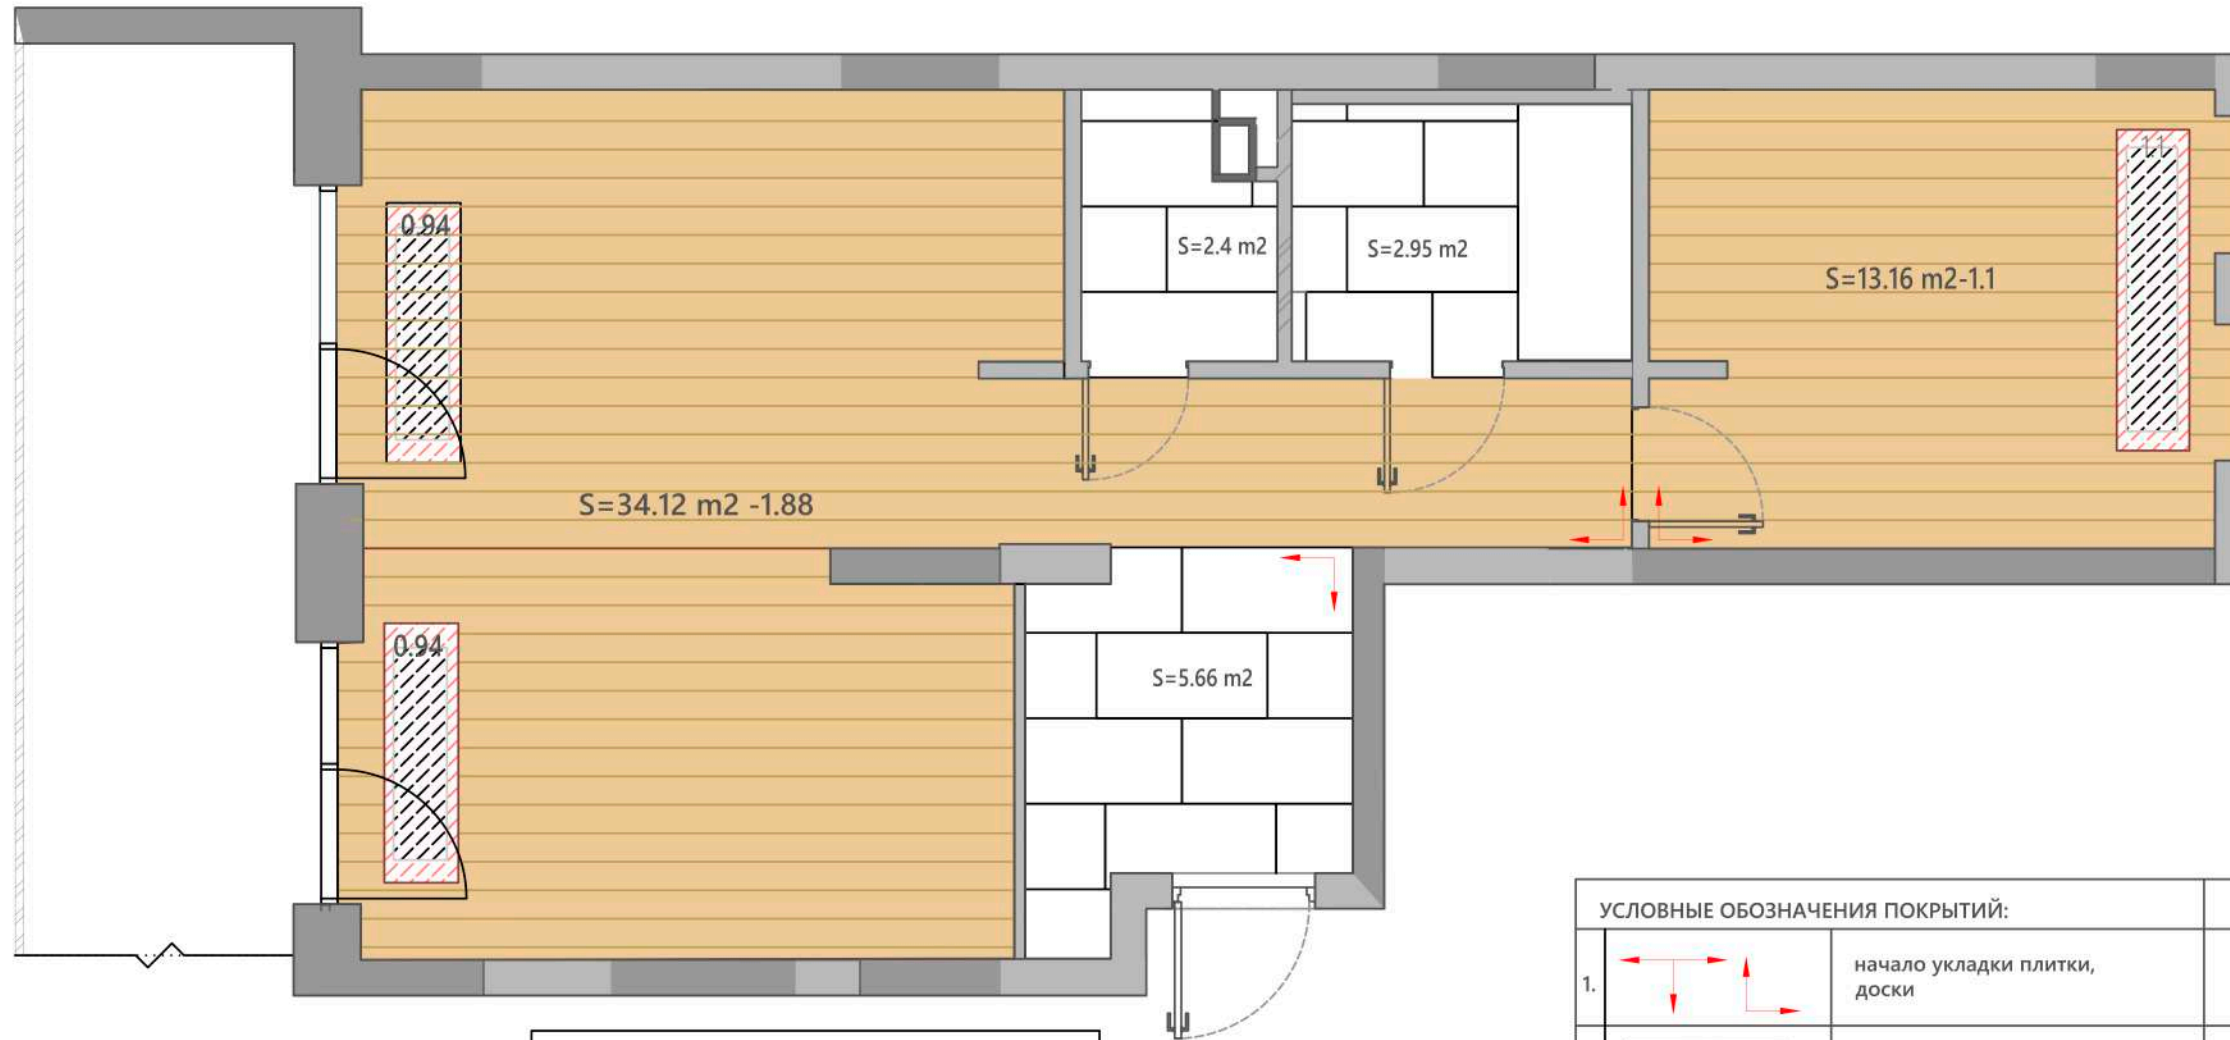 1.1
0.94
S=2.4 m2
S=2.95 m2
S=13.16 m2-1.1
S=34.12 m2 -1.88
0.94
S=5.66 m2
УСЛОВНЫЕ ОБОЗНАЧЕНИЯ ПОКРЫТИЙ:
1.
начало укладки плитки,
доски